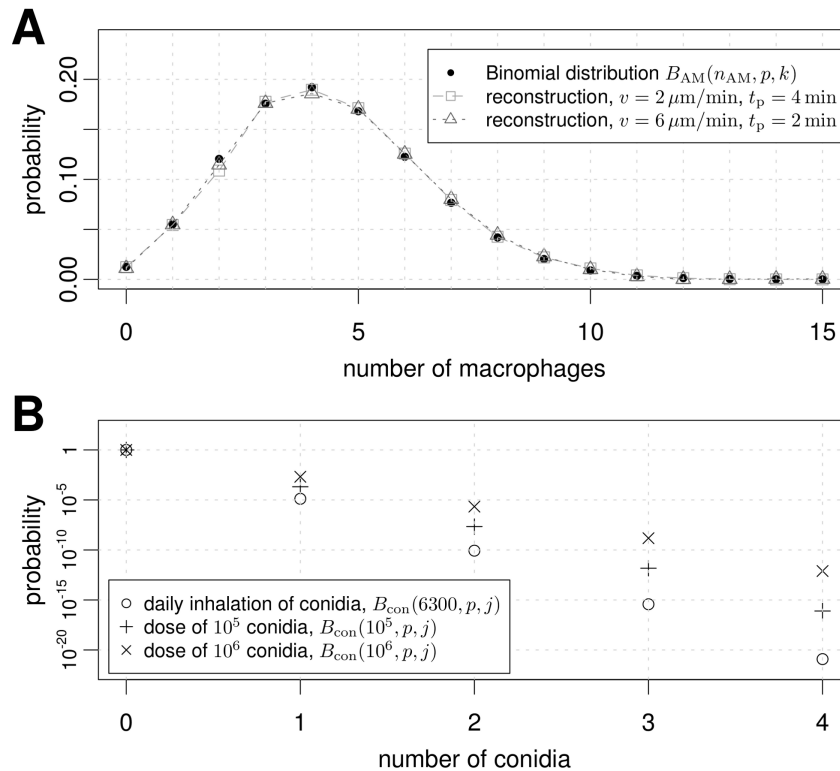 A
probability
0.20
0.10
0.00
Binomial distribution B_AM(n_AM, p, k)
reconstruction, v = 2 μm/min, t_p = 4 min
reconstruction, v = 6 μm/min, t_p = 2 min
0 5 10 15
number of macrophages
B
probability
1
10^-5
10^-10
10^-15
10^-20
daily inhalation of conidia, B_con(6300, p, j)
dose of 10^5 conidia, B_con(10^5, p, j)
dose of 10^6 conidia, B_con(10^6, p, j)
0 1 2 3 4
number of conidia